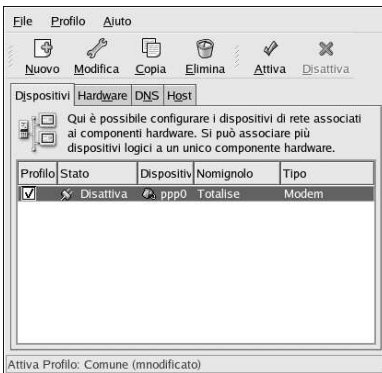 File Profilo Aiuto
Nuovo Modifica Copia Elimina Attiva Disattiva
Dispositivi Hardware DNS Host
Qui è possibile configurare i dispositivi di rete associati
ai componenti hardware. Si può associare più
dispositivi logici a un unico componente hardware.
Profilo Stato Dispositiv Nomignolo Tipo
Disattiva ppp0 Totalise Modem
Attiva Profilo: Comune (mnodificato)